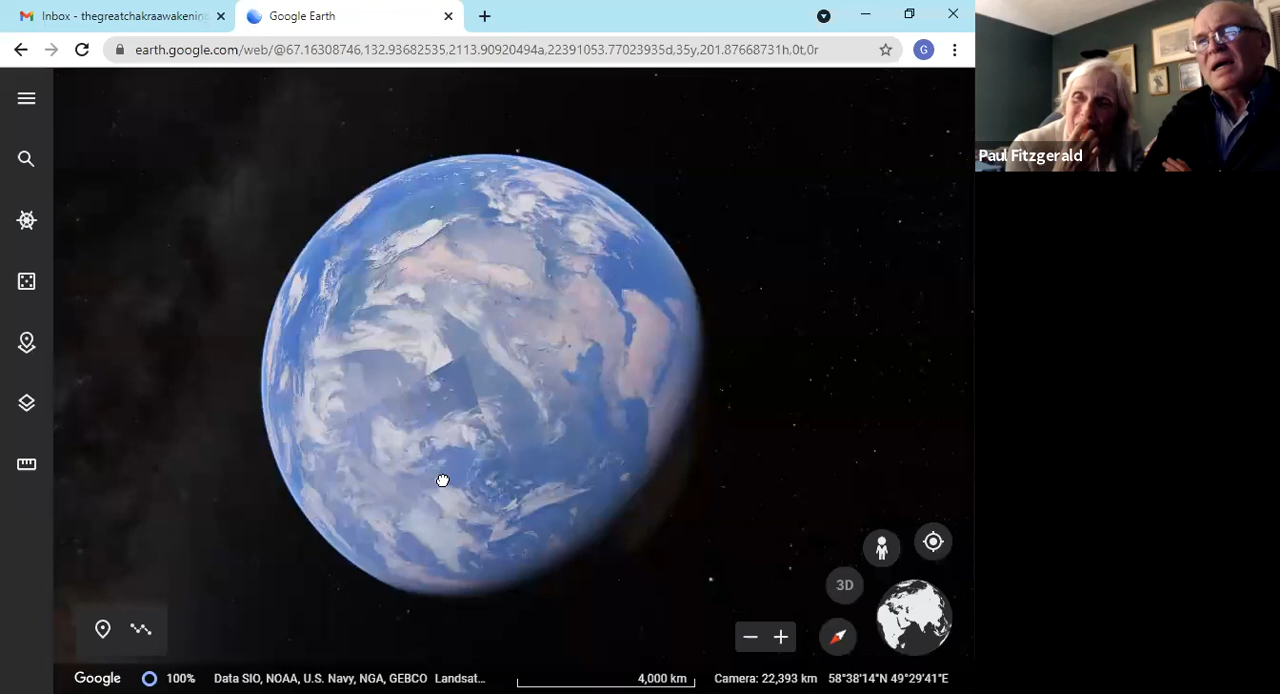 Inbox - thegreatchakraawakenin
Google Earth
earth.google.com/web/@67.16308746,132.93682535,2113.90920494a,22391053.77023935d,35y,201.87668731h,0t,0r
G
Paul Fitzgerald
3D
Google
100%
Data SIO, NOAA, U.S. Navy, NGA, GEBCO Landsat...
4,000 km
Camera: 22,393 km
58°38'14"N 49°29'41"E